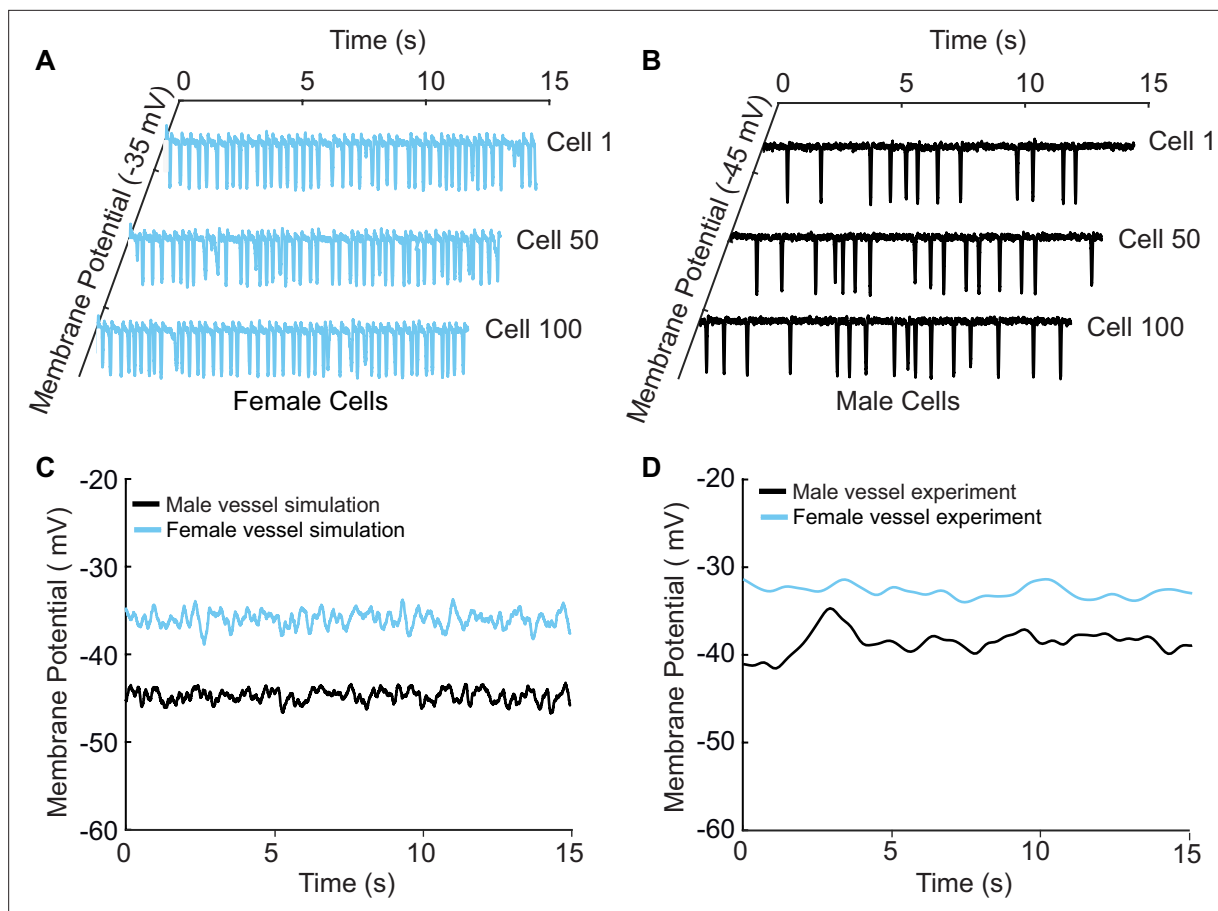 A
Time (s)
0 5 10 15
Membrane Potential (-35 mV)
Cell 1
Cell 50
Cell 100
Female Cells
B
Time (s)
0 5 10 15
Membrane Potential (-45 mV)
Cell 1
Cell 50
Cell 100
Male Cells
C
Membrane Potential ( mV)
-20
-30
-40
-50
-60
Male vessel simulation
Female vessel simulation
0 5 10 15
Time (s)
D
Membrane Potential ( mV)
-20
-30
-40
-50
-60
Male vessel experiment
Female vessel experiment
0 5 10 15
Time (s)